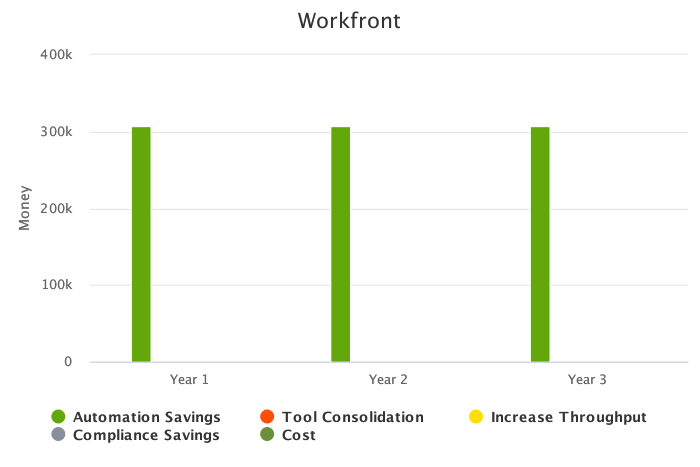 Workfront
400k
300k
200k
100k
0
Money
Year 1 Year 2 Year 3
Automation Savings Tool Consolidation Increase Throughput
Compliance Savings Cost